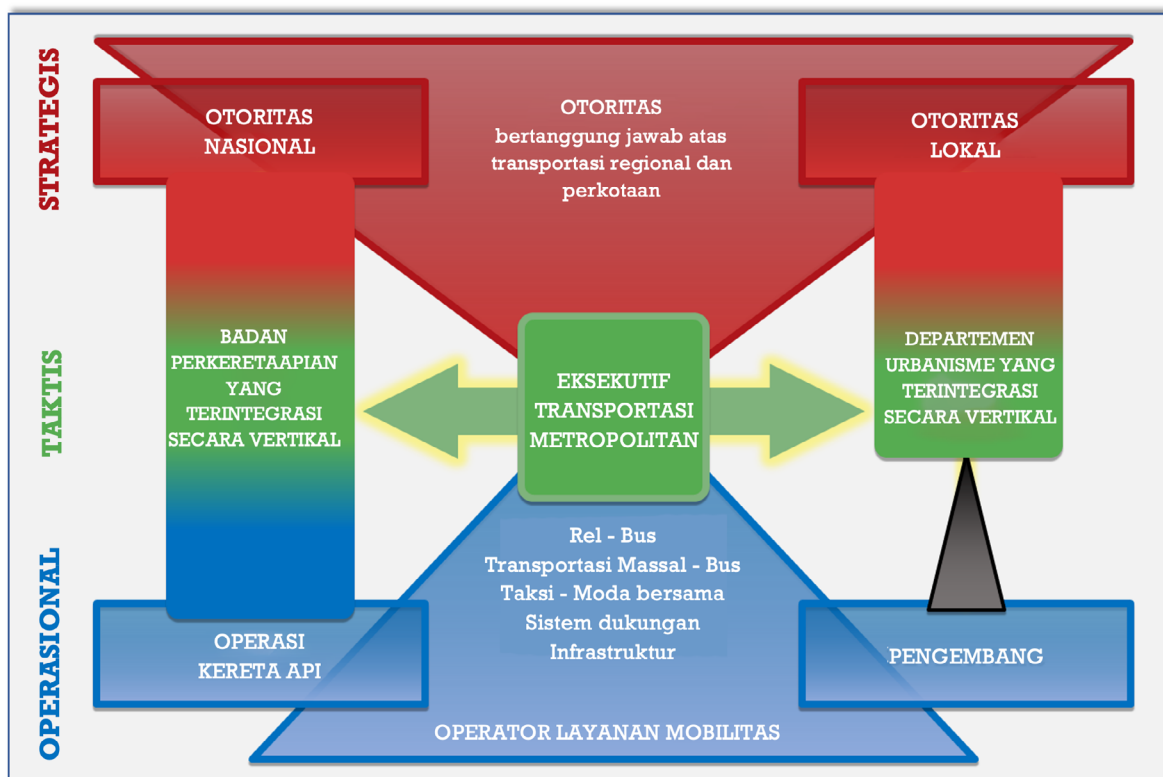 STRATEGIS
OTORITAS
NASIONAL
OTORITAS
bertanggung jawab atas
transportasi regional dan
perkotaan
OTORITAS
LOKAL
TAKTIS
BADAN
PERKERETAAPIAN
YANG
TERINTEGRASI
SECARA VERTIKAL
EKSEKUTIF
TRANSPORTASI
METROPOLITAN
DEPARTEMEN
URBANISME YANG
TERINTEGRASI
SECARA VERTIKAL
OPERASIONAL
OPERASI
KERETA API
Rel - Bus
Transportasi Massal - Bus
Taksi - Moda bersama
Sistem dukungan
Infrastruktur
OPERATOR LAYANAN MOBILITAS
PENGEMBANG